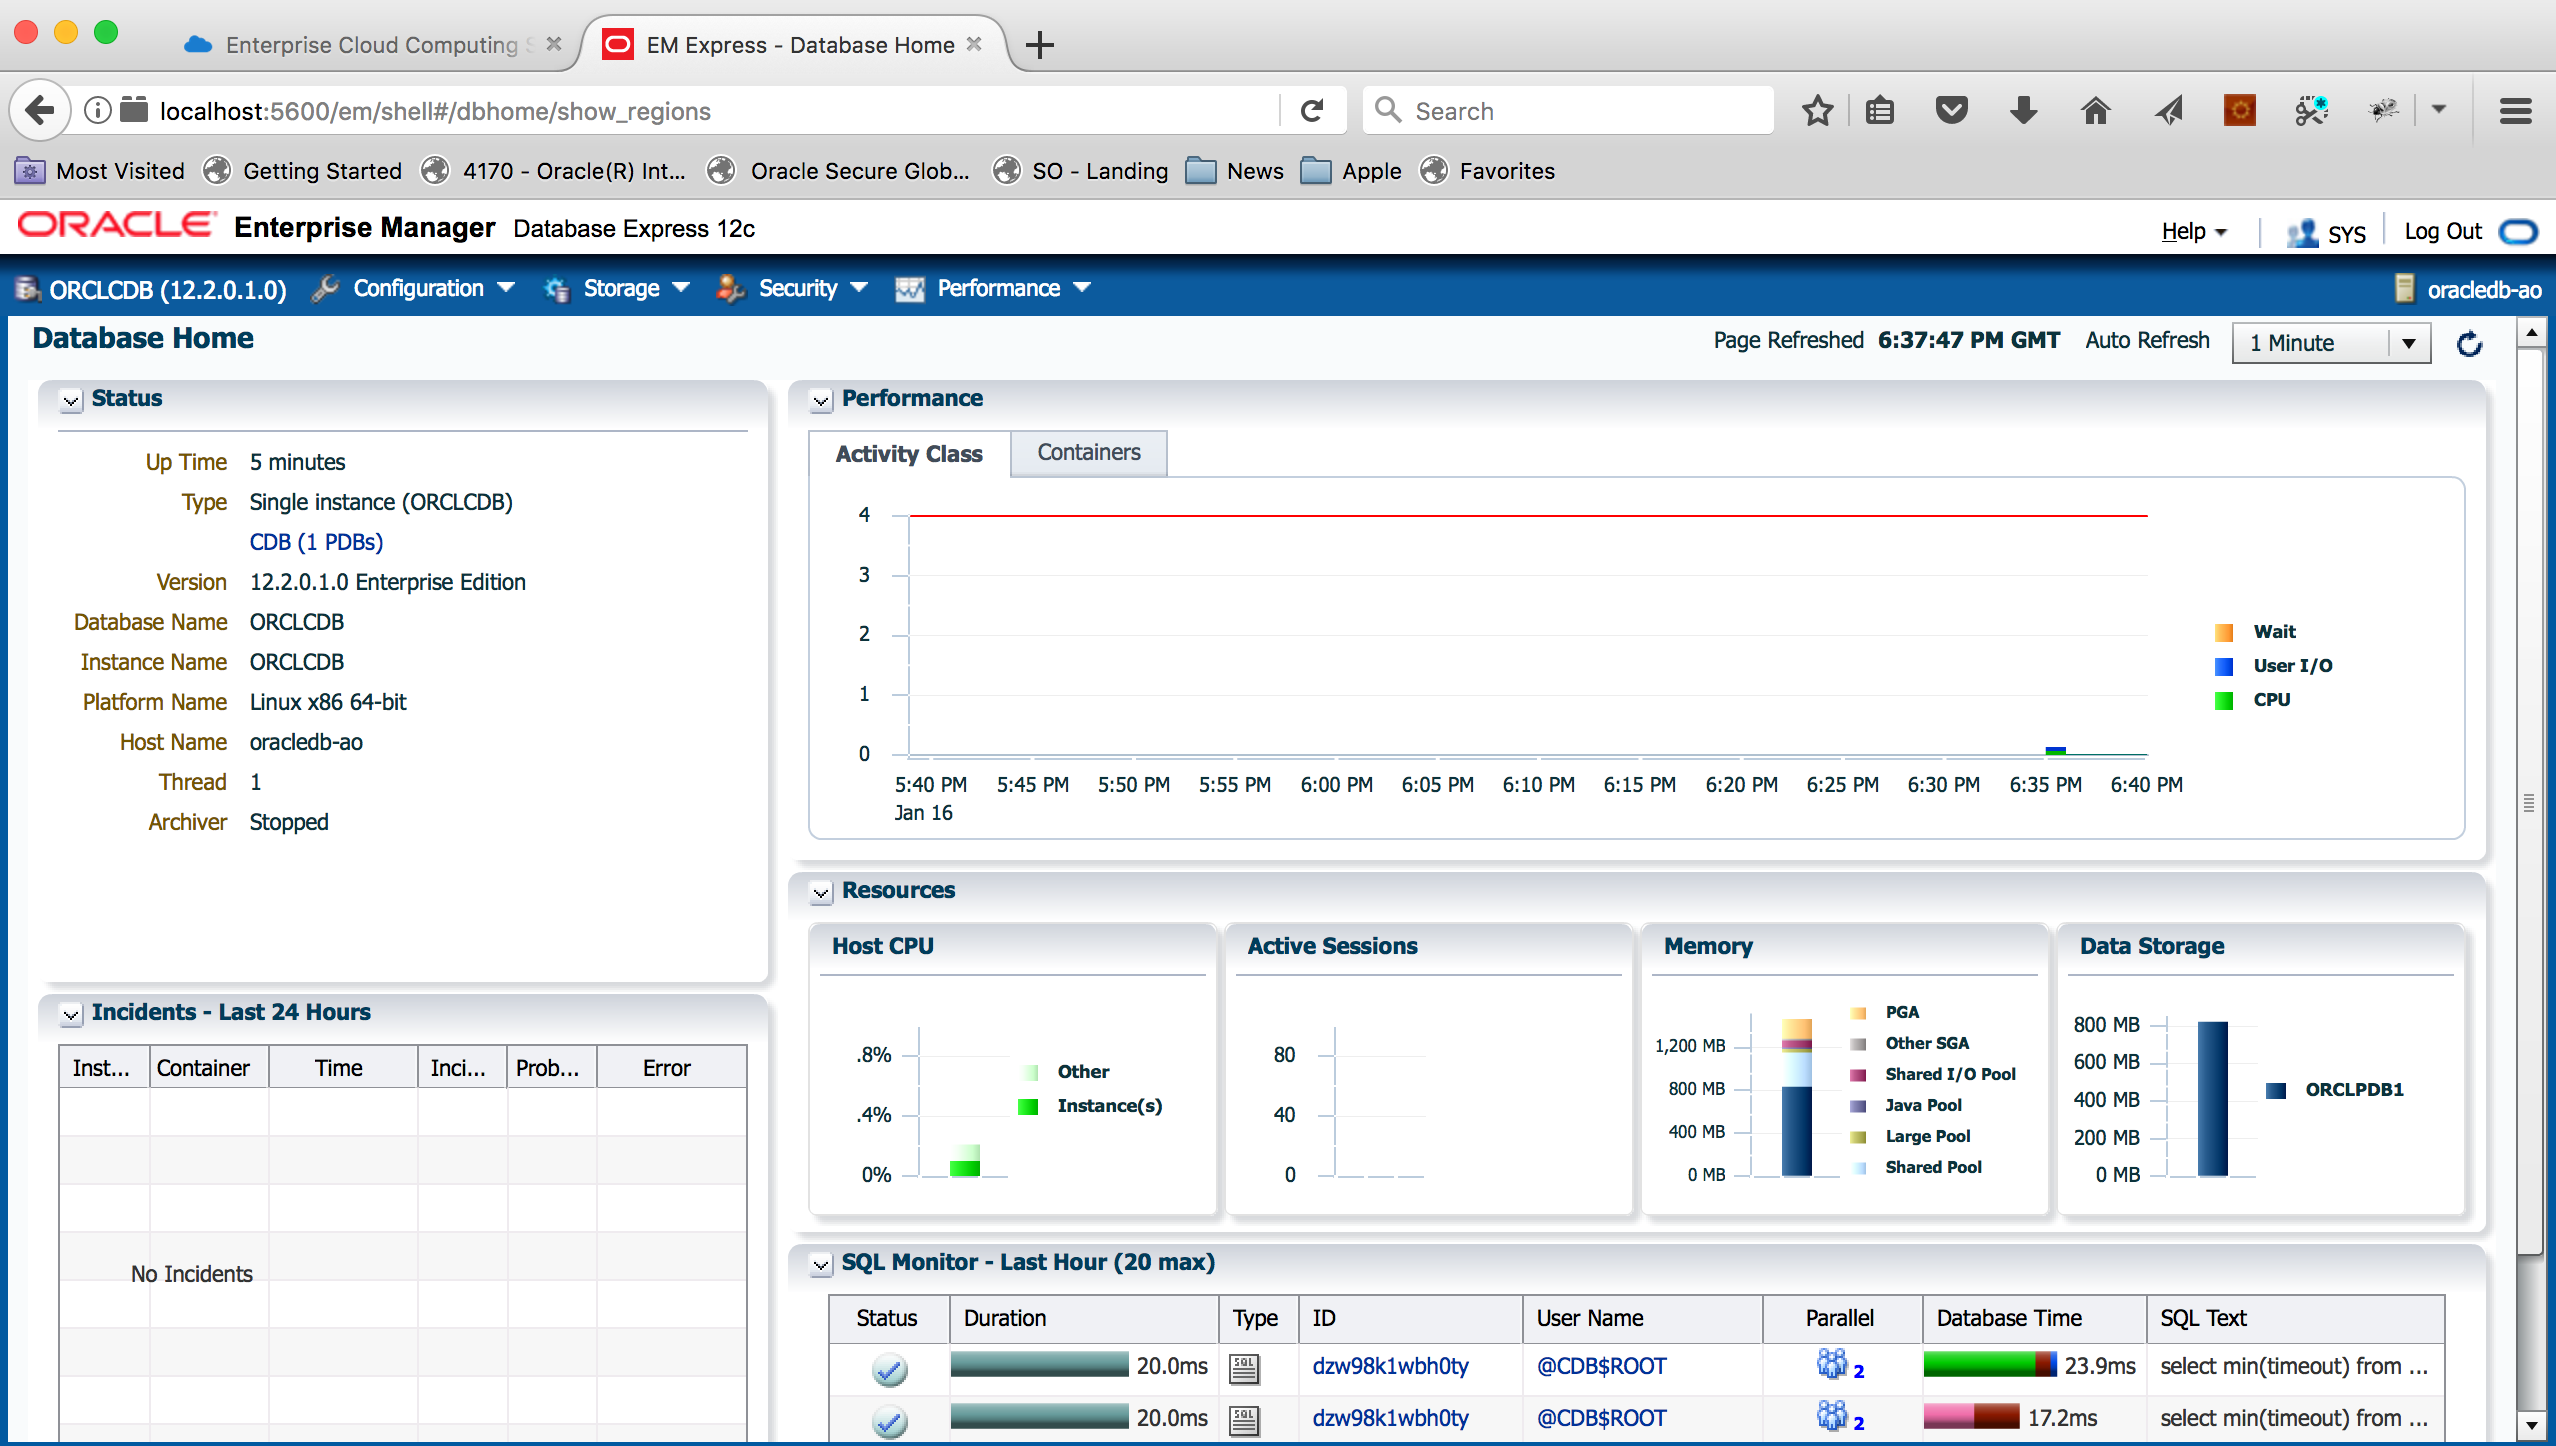 Enterprise Cloud Computing S
EM Express - Database Home
localhost:5600/em/shell#/dbhome/show_regions
Search
Most Visited
Getting Started
4170 - Oracle(R) Int...
Oracle Secure Glob...
SO - Landing
News
Apple
Favorites
ORACLE Enterprise Manager Database Express 12c
Help
SYS
Log Out
ORCLCDB (12.2.0.1.0)
Configuration
Storage
Security
Performance
oracledb-ao
Database Home
Page Refreshed 6:37:47 PM GMT Auto Refresh
1 Minute
Status
Up Time 5 minutes
Type Single instance (ORCLCDB)
CDB (1 PDBs)
Version 12.2.0.1.0 Enterprise Edition
Database Name ORCLCDB
Instance Name ORCLCDB
Platform Name Linux x86 64-bit
Host Name oracledb-ao
Thread 1
Archiver Stopped
Incidents - Last 24 Hours
Inst... Container Time Inci... Prob... Error
No Incidents
Performance
Activity Class
Containers
4
3
2
1
0
5:40 PM 5:45 PM 5:50 PM 5:55 PM 6:00 PM 6:05 PM 6:10 PM 6:15 PM 6:20 PM 6:25 PM 6:30 PM 6:35 PM 6:40 PM
Jan 16
Wait
User I/O
CPU
Resources
Host CPU
.8%
.4%
0%
Other
Instance(s)
Active Sessions
80
40
0
Memory
1,200 MB
800 MB
400 MB
0 MB
PGA
Other SGA
Shared I/O Pool
Java Pool
Large Pool
Shared Pool
Data Storage
800 MB
600 MB
400 MB
200 MB
0 MB
ORCLPDB1
SQL Monitor - Last Hour (20 max)
Status Duration Type ID User Name Parallel Database Time SQL Text
20.0ms SQL dzw98k1wbh0ty @CDB$ROOT 2 23.9ms select min(timeout) from ...
20.0ms SQL dzw98k1wbh0ty @CDB$ROOT 2 17.2ms select min(timeout) from ...